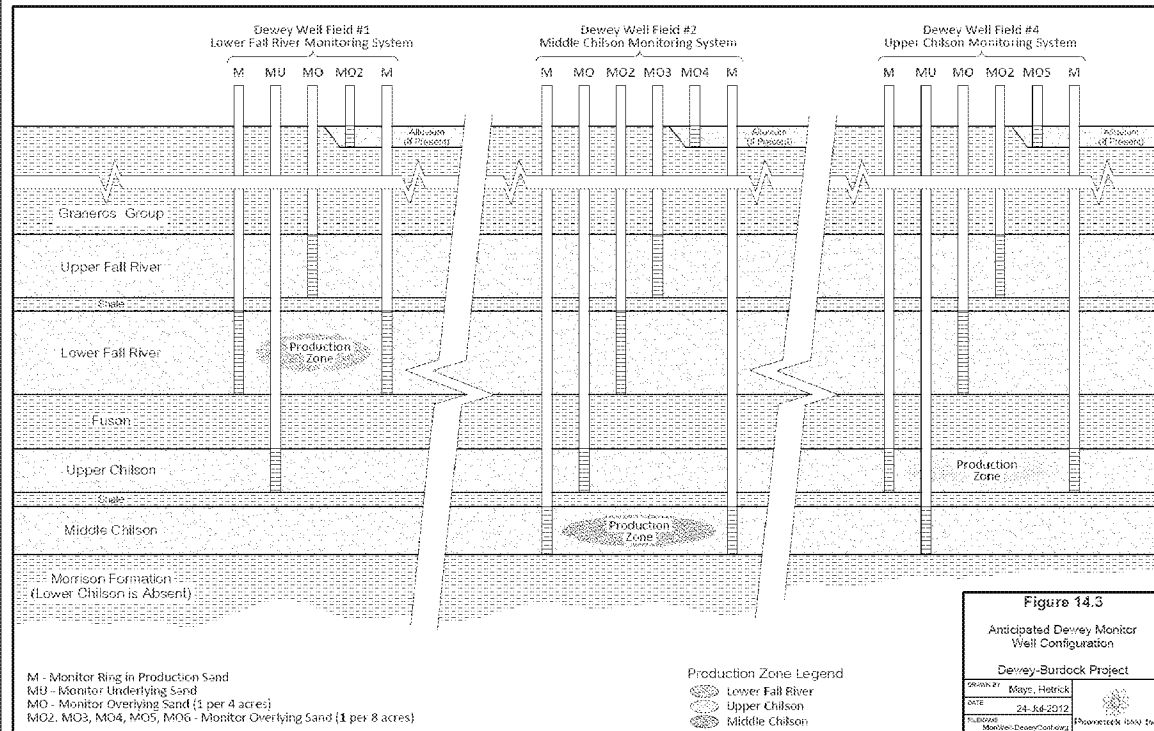 Dewey Well Field #1
Lower Fall River Monitoring System
Dewey Well Field #2
Middle Chilson Monitoring System
Dewey Well Field #4
Upper Chilson Monitoring System
M MU MO MO2 M
M MO MO2 MO3 MO4 M
M MU MO MO2 MO5 M
Alluvium
(If Present)
Alluvium
(If Present)
Alluvium
(If Present)
Graneros Group
Upper Fall River
Shale
Lower Fall River
Production
Zone
Fuson
Upper Chilson
Production
Zone
Shale
Middle Chilson
Production
Zone
Morrison Formation
(Lower Chilson is Absent)
M - Monitor Ring in Production Sand
MU - Monitor Underlying Sand
MO - Monitor Overlying Sand (1 per 4 acres)
MO2, MO3, MO4, MO5, MO6 - Monitor Overlying Sand (1 per 8 acres)
Production Zone Legend
Lower Fall River
Upper Chilson
Middle Chilson
Figure 14.3
Anticipated Dewey Monitor
Well Configuration
Dewey-Burdock Project
DRAWN BY Mays, Hetrick
DATE 24-Jul-2012
FILENAME